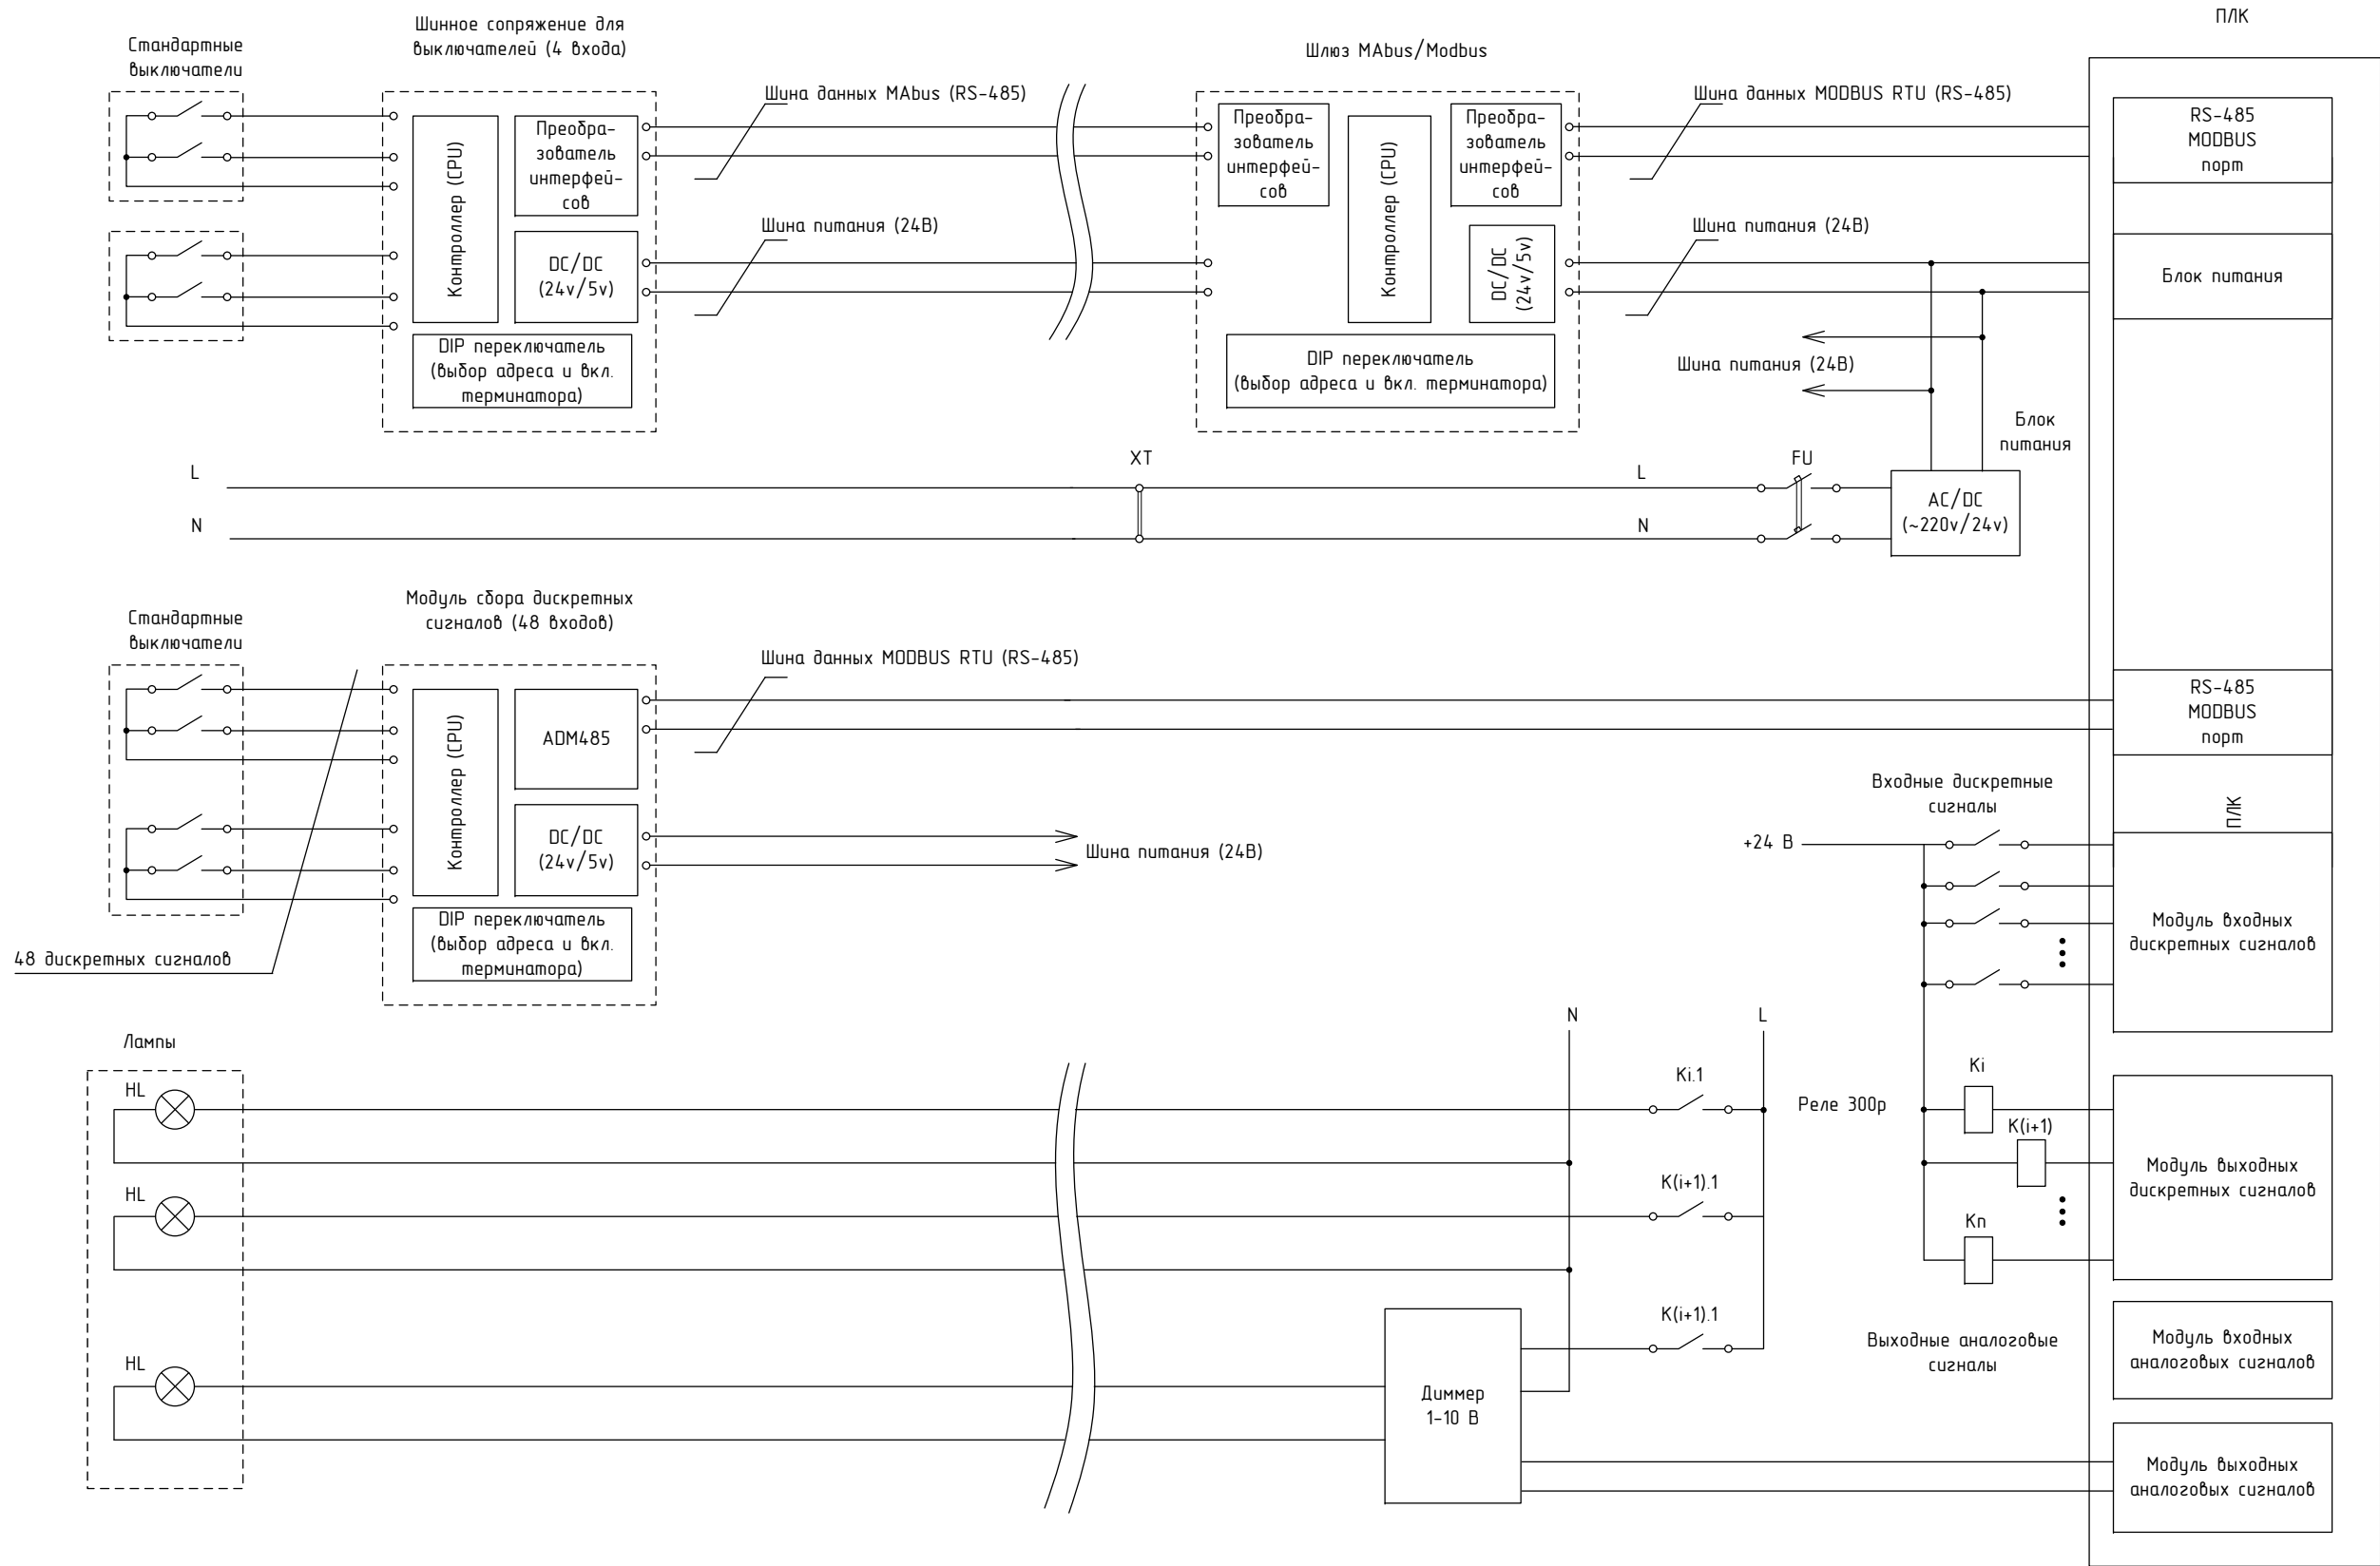 ПЛК
Шинное сопряжение для
выключателей (4 входа)
Стандартные
выключатели
Шлюз MAbus/Modbus
Шина данных MAbus (RS-485)
Шина данных MODBUS RTU (RS-485)
Контроллер (CPU)
Преобра-
зователь
интерфей-
сов
Преобра-
зователь
интерфей-
сов
Контроллер (CPU)
Преобра-
зователь
интерфей-
сов
RS-485
MODBUS
порт
Шина питания (24В)
Шина питания (24В)
DC/DC
(24v/5v)
DC/DC
(24v/5v)
Блок питания
DIP переключатель
(выбор адреса и вкл.
терминатора)
DIP переключатель
(выбор адреса и вкл. терминатора)
Шина питания (24В)
Блок
питания
L
XT
L
FU
AC/DC
(~220v/24v)
N
N
Модуль сбора дискретных
сигналов (48 входов)
Стандартные
выключатели
Шина данных MODBUS RTU (RS-485)
RS-485
MODBUS
порт
Контроллер (CPU)
ADM485
DC/DC
(24v/5v)
Шина питания (24В)
DIP переключатель
(выбор адреса и вкл.
терминатора)
48 дискретных сигналов
Входные дискретные
сигналы
ПЛК
+24 В
Модуль входных
дискретных сигналов
N
L
Лампы
HL
Ki.1
Реле 300р
Ki
K(i+1)
Модуль выходных
дискретных сигналов
HL
K(i+1).1
Kn
HL
K(i+1).1
Выходные аналоговые
сигналы
Модуль входных
аналоговых сигналов
Диммер
1-10 В
Модуль выходных
аналоговых сигналов